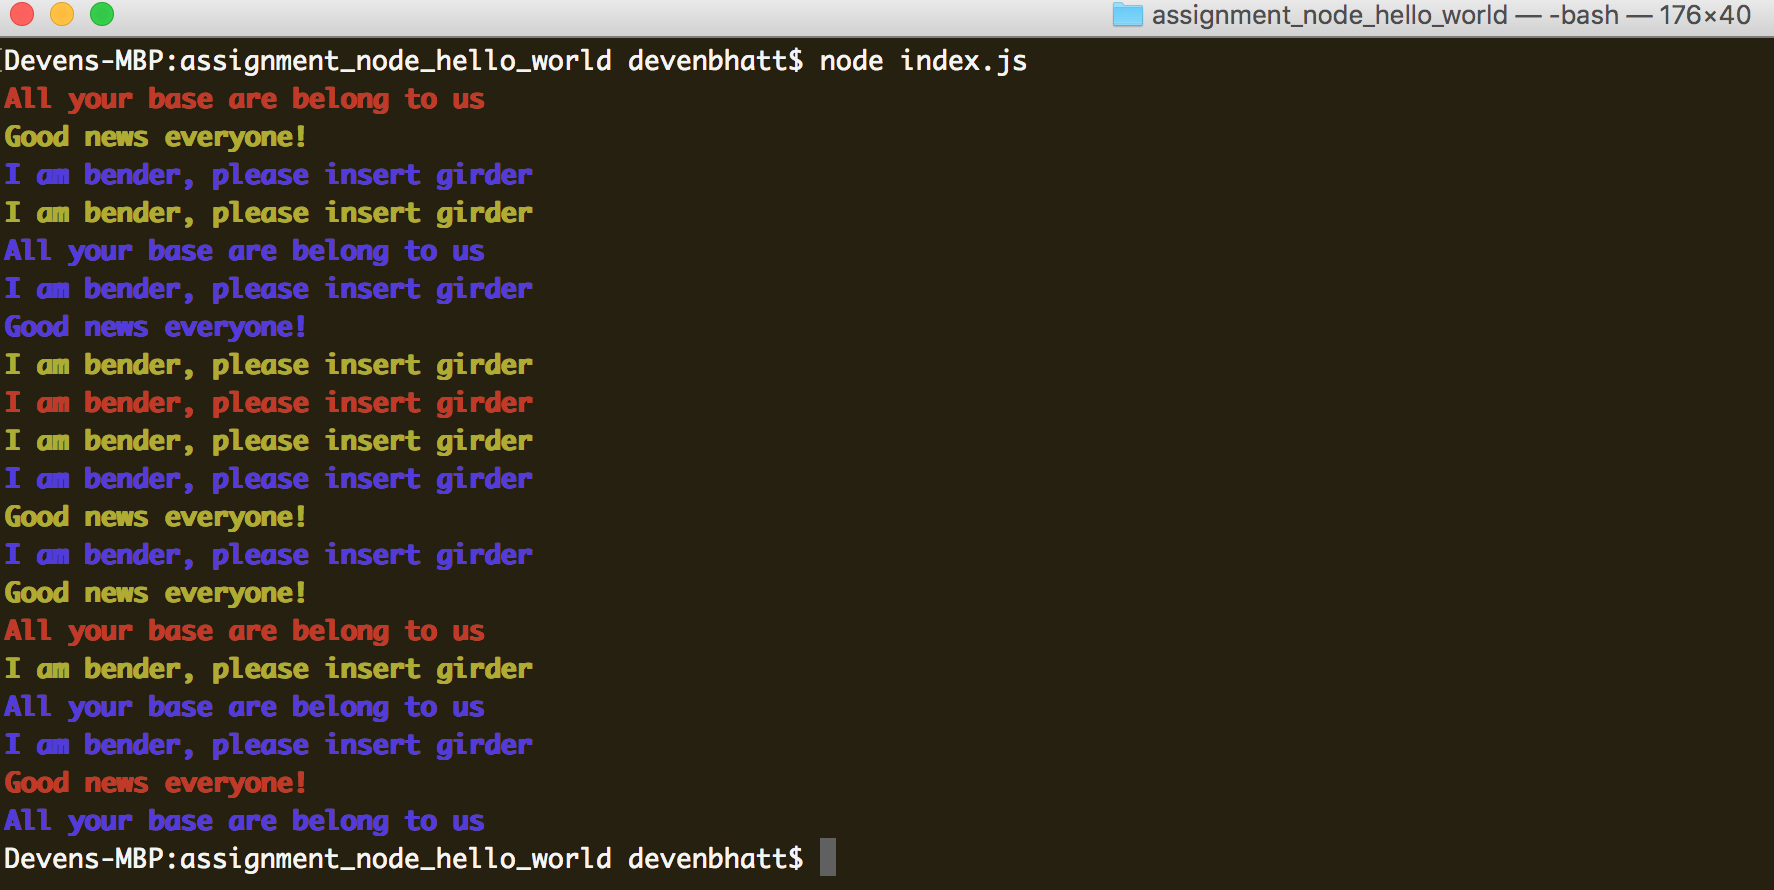 assignment_node_hello_world — -bash — 176×40
Devens-MBP:assignment_node_hello_world devenbhatt$ node index.js
All your base are belong to us
Good news everyone!
I am bender, please insert girder
I am bender, please insert girder
All your base are belong to us
I am bender, please insert girder
Good news everyone!
I am bender, please insert girder
I am bender, please insert girder
I am bender, please insert girder
I am bender, please insert girder
Good news everyone!
I am bender, please insert girder
Good news everyone!
All your base are belong to us
I am bender, please insert girder
All your base are belong to us
I am bender, please insert girder
Good news everyone!
All your base are belong to us
Devens-MBP:assignment_node_hello_world devenbhatt$